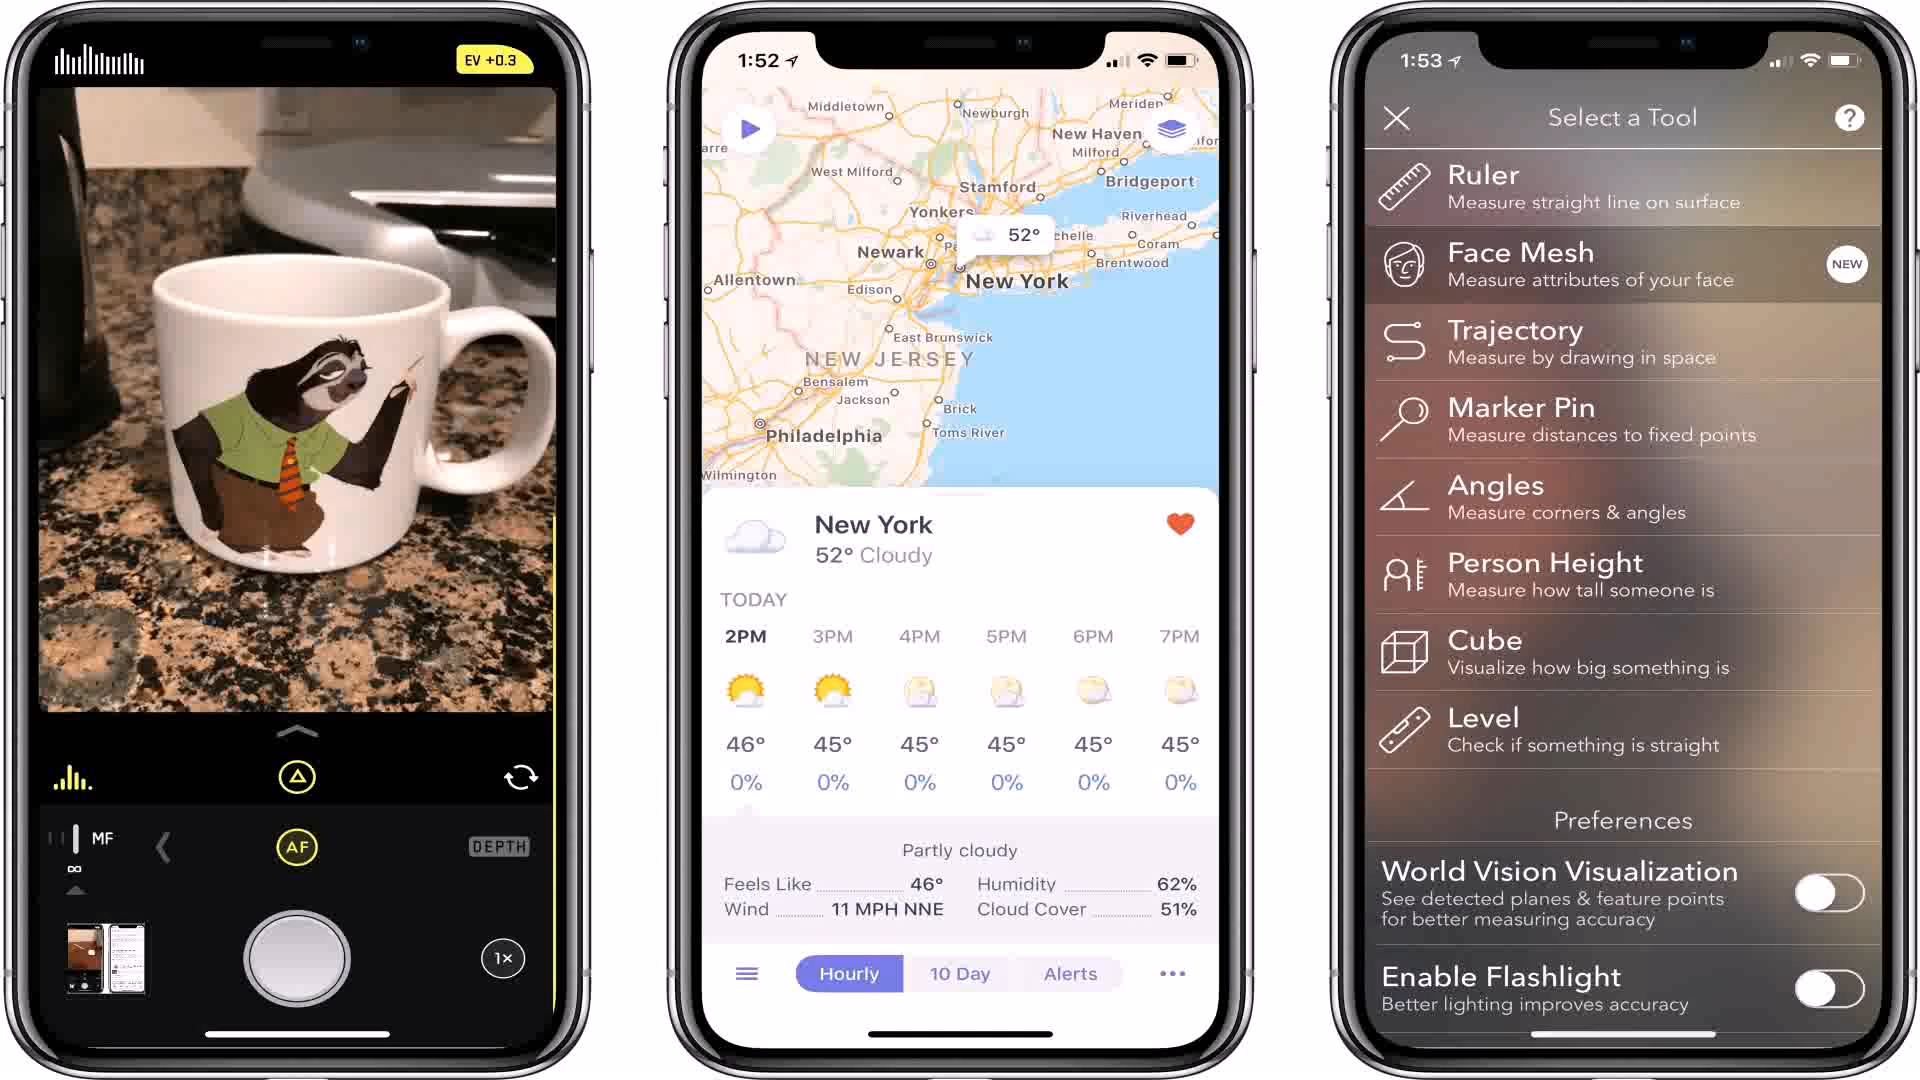 EV +0.3
MF
∞
AF
DEPTH
1×
1:52
Middletown
Newburgh
Meriden
New Haven
Milford
West Milford
Stamford
Bridgeport
Yonkers
Riverhead
52°
chelle
Coram
Newark
Brentwood
Allentown
Edison
New York
East Brunswick
NEW JERSEY
Bensalem
Jackson
Brick
Philadelphia
Toms River
Wilmington
New York
52° Cloudy
TODAY
2PM 3PM 4PM 5PM 6PM 7PM
46° 45° 45° 45° 45° 45°
0% 0% 0% 0% 0% 0%
Partly cloudy
Feels Like 46° Humidity 62%
Wind 11 MPH NNE Cloud Cover 51%
Hourly 10 Day Alerts
1:53
Select a Tool
?
Ruler
Measure straight line on surface
Face Mesh
Measure attributes of your face
NEW
Trajectory
Measure by drawing in space
Marker Pin
Measure distances to fixed points
Angles
Measure corners & angles
Person Height
Measure how tall someone is
Cube
Visualize how big something is
Level
Check if something is straight
Preferences
World Vision Visualization
See detected planes & feature points
for better measuring accuracy
Enable Flashlight
Better lighting improves accuracy